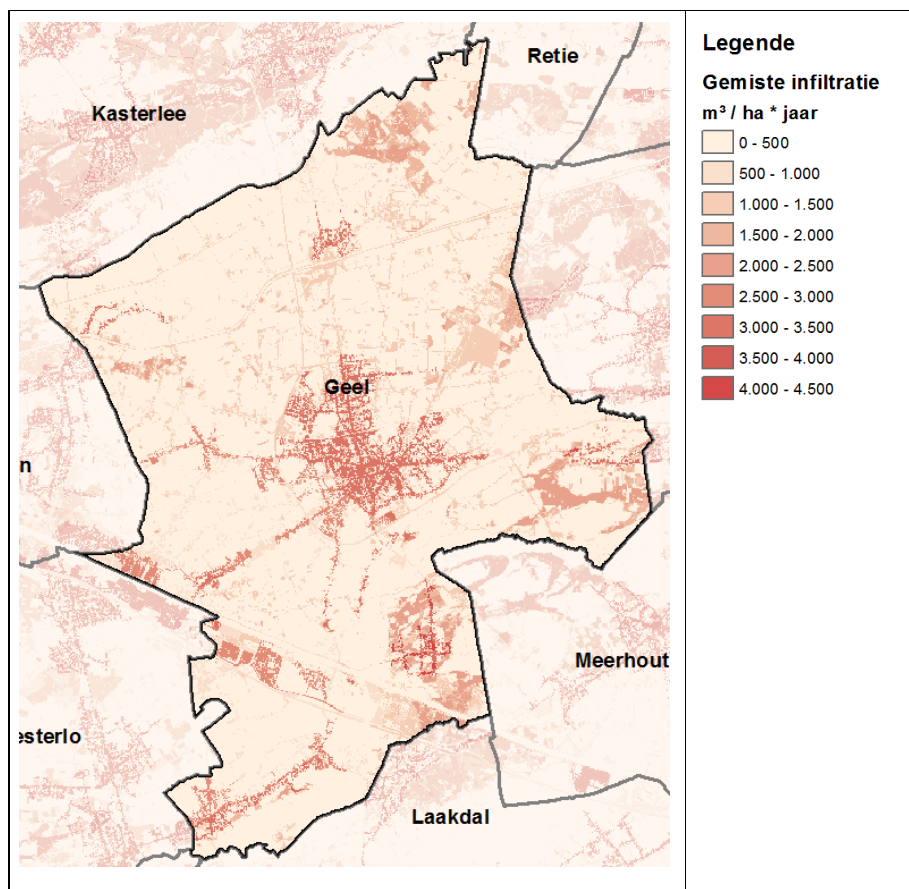 Retie
Kasterlee
Geel
n
Meerhout
esterlo
Laakdal
Legende
Gemiste infiltratie
m³ / ha * jaar
0 - 500
500 - 1.000
1.000 - 1.500
1.500 - 2.000
2.000 - 2.500
2.500 - 3.000
3.000 - 3.500
3.500 - 4.000
4.000 - 4.500